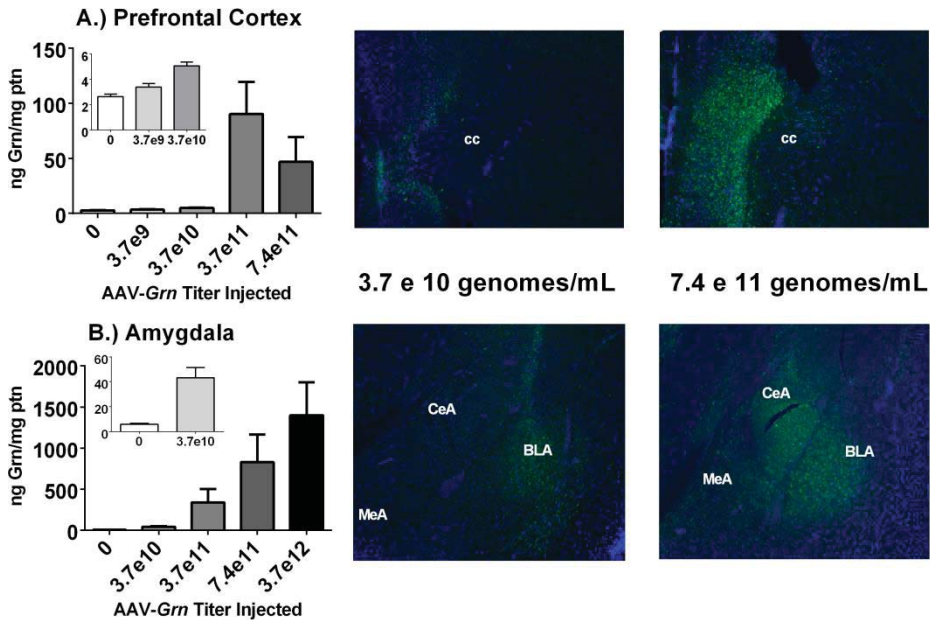 A.) Prefrontal Cortex
ng Grn/mg ptn
150
100
50
0
6
4
2
0
0 3.7e9 3.7e10
0 3.7e9 3.7e10 3.7e11 7.4e11
AAV-Grn Titer Injected
cc
cc
3.7 e 10 genomes/mL
7.4 e 11 genomes/mL
B.) Amygdala
ng Grn/mg ptn
2000
1500
1000
500
0
60
40
20
0
0 3.7e10
0 3.7e10 3.7e11 7.4e11 3.7e12
AAV-Grn Titer Injected
CeA
BLA
MeA
CeA
BLA
MeA